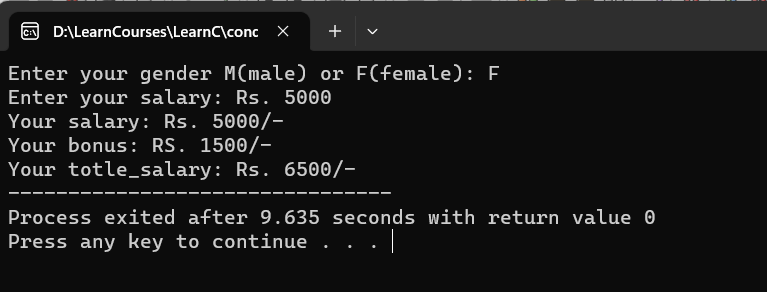 D:\LearnCourses\LearnC\conc
Enter your gender M(male) or F(female): F
Enter your salary: Rs. 5000
Your salary: Rs. 5000/-
Your bonus: RS. 1500/-
Your totle_salary: Rs. 6500/-
--------------------------------
Process exited after 9.635 seconds with return value 0
Press any key to continue . . .